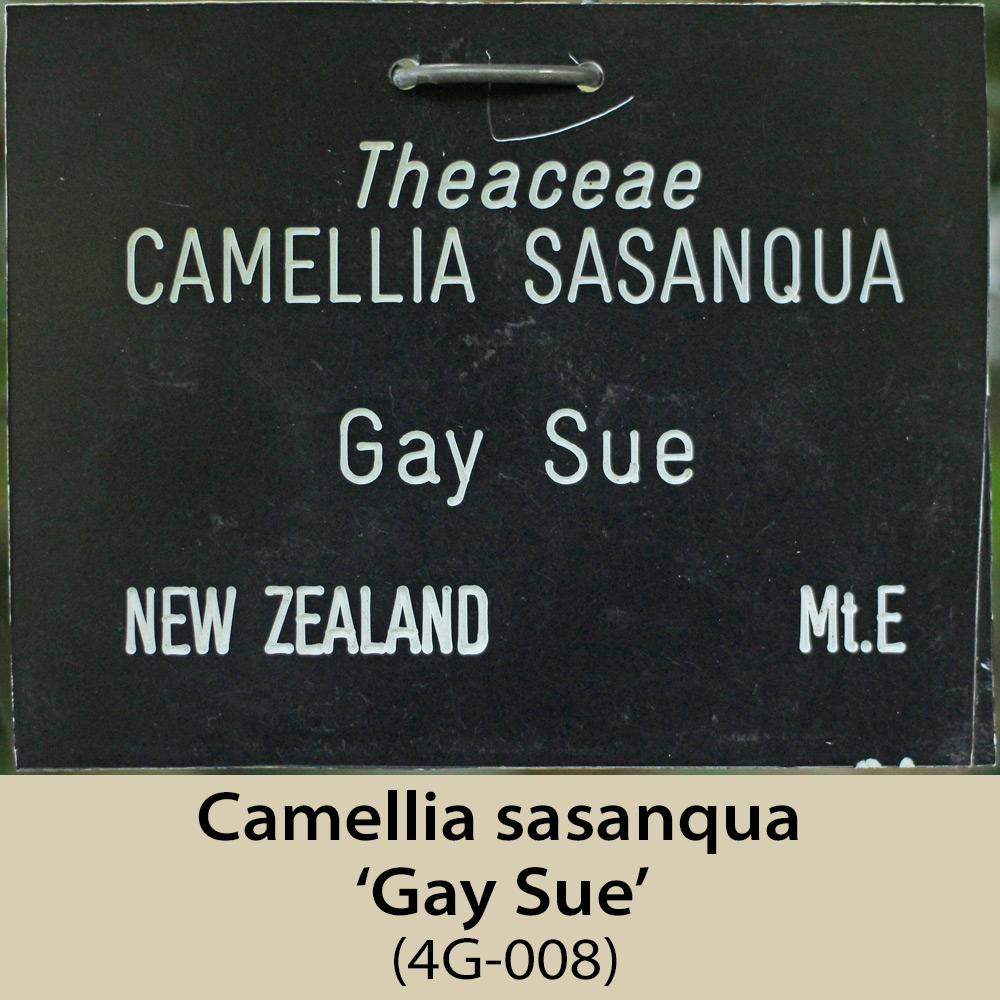 Theaceae
CAMELLIA SASANQUA
Gay Sue
NEW ZEALAND Mt.E
Camellia sasanqua
‘Gay Sue’
(4G-008)